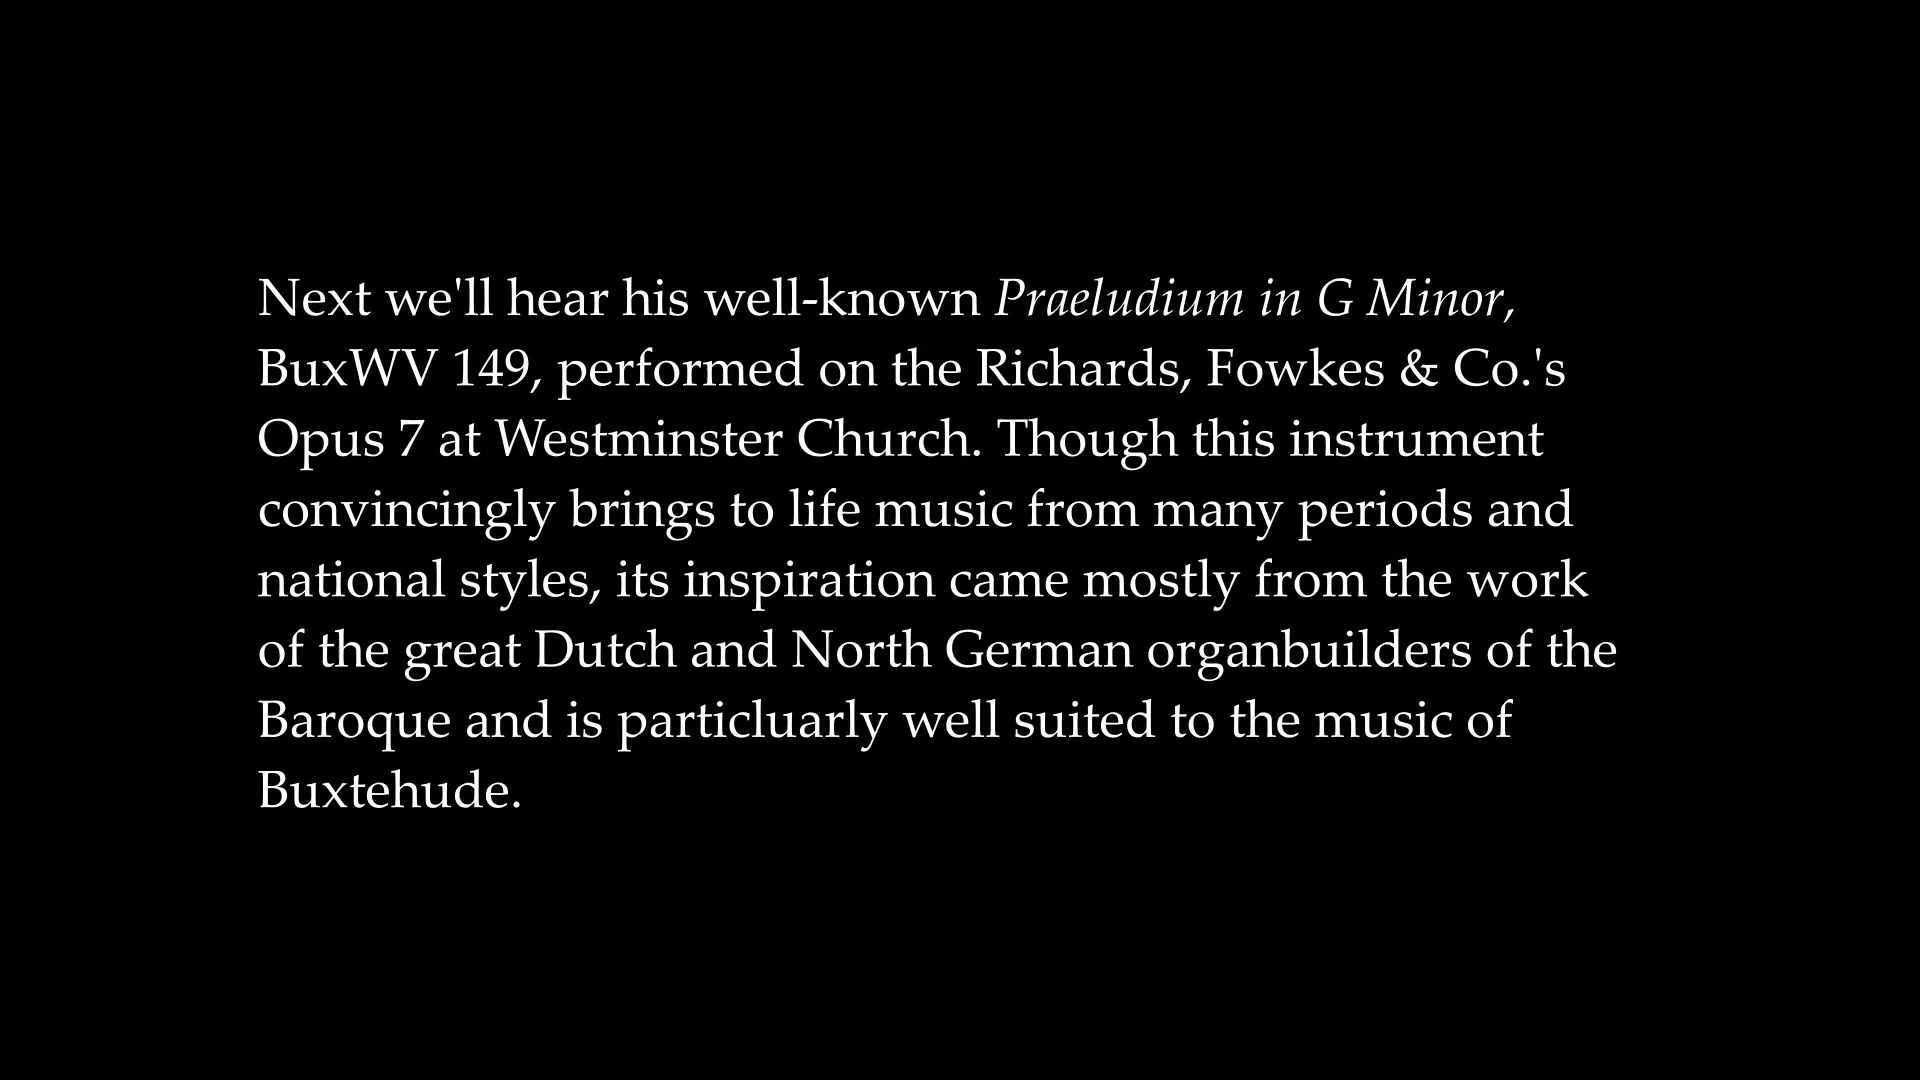 Next we'll hear his well-known Praeludium in G Minor,
BuxWV 149, performed on the Richards, Fowkes & Co.'s
Opus 7 at Westminster Church. Though this instrument
convincingly brings to life music from many periods and
national styles, its inspiration came mostly from the work
of the great Dutch and North German organbuilders of the
Baroque and is particluarly well suited to the music of
Buxtehude.